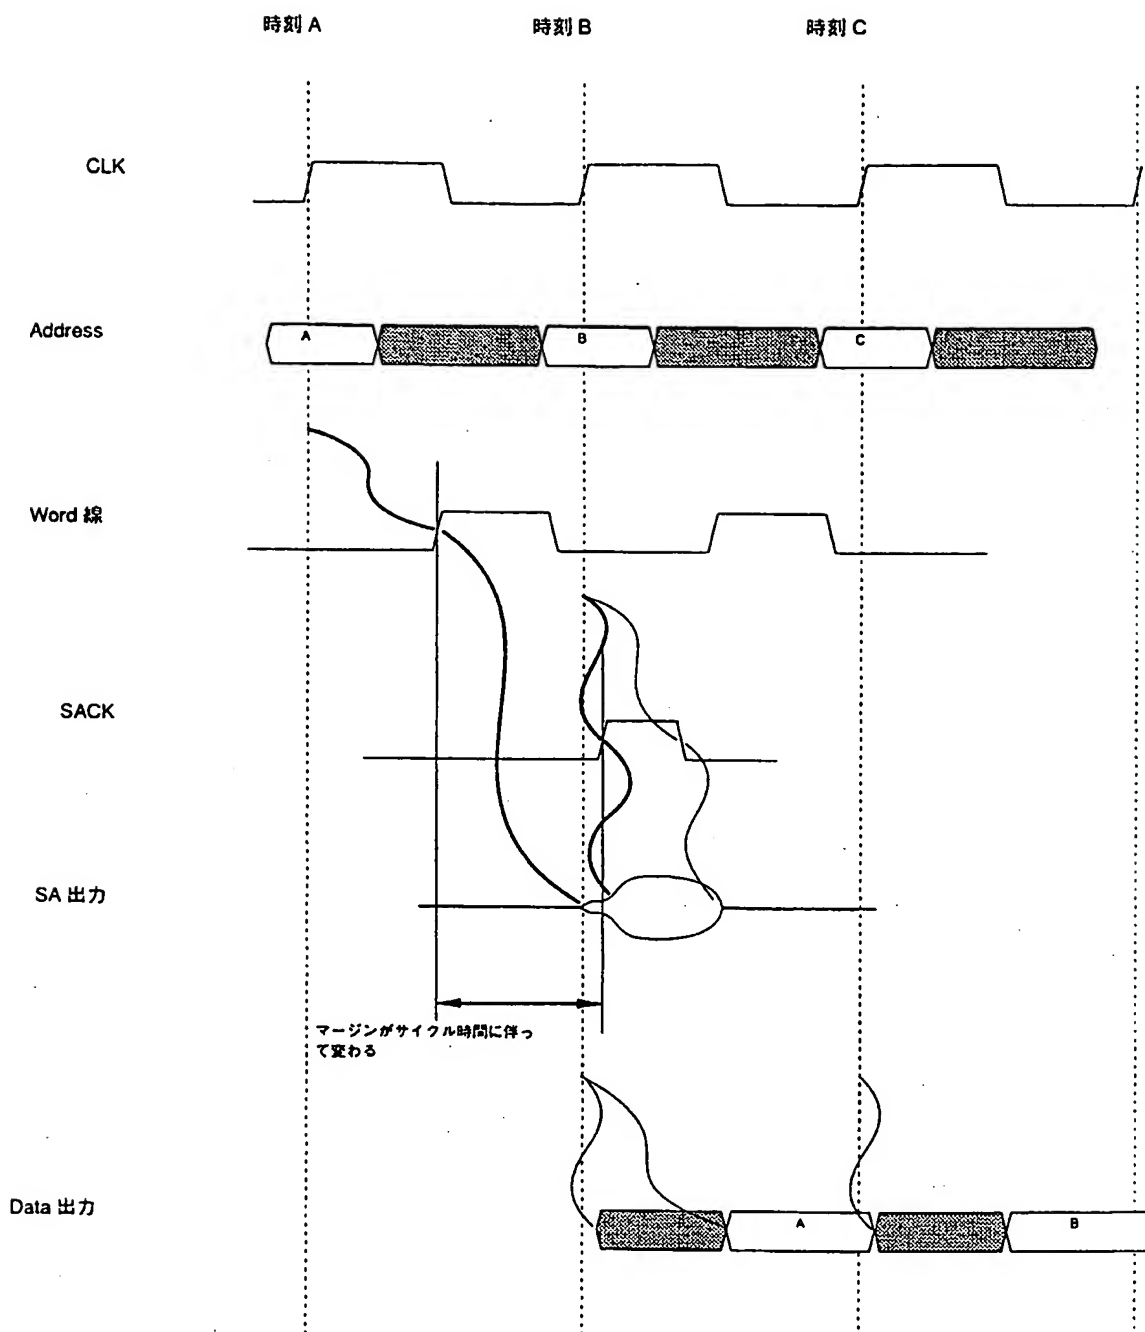 時刻 A
時刻 B
時刻 C
CLK
Address
A
B
C
Word 線
SACK
SA 出力
マージンがサイクル時間に伴っ
て変わる
Data 出力
A
B